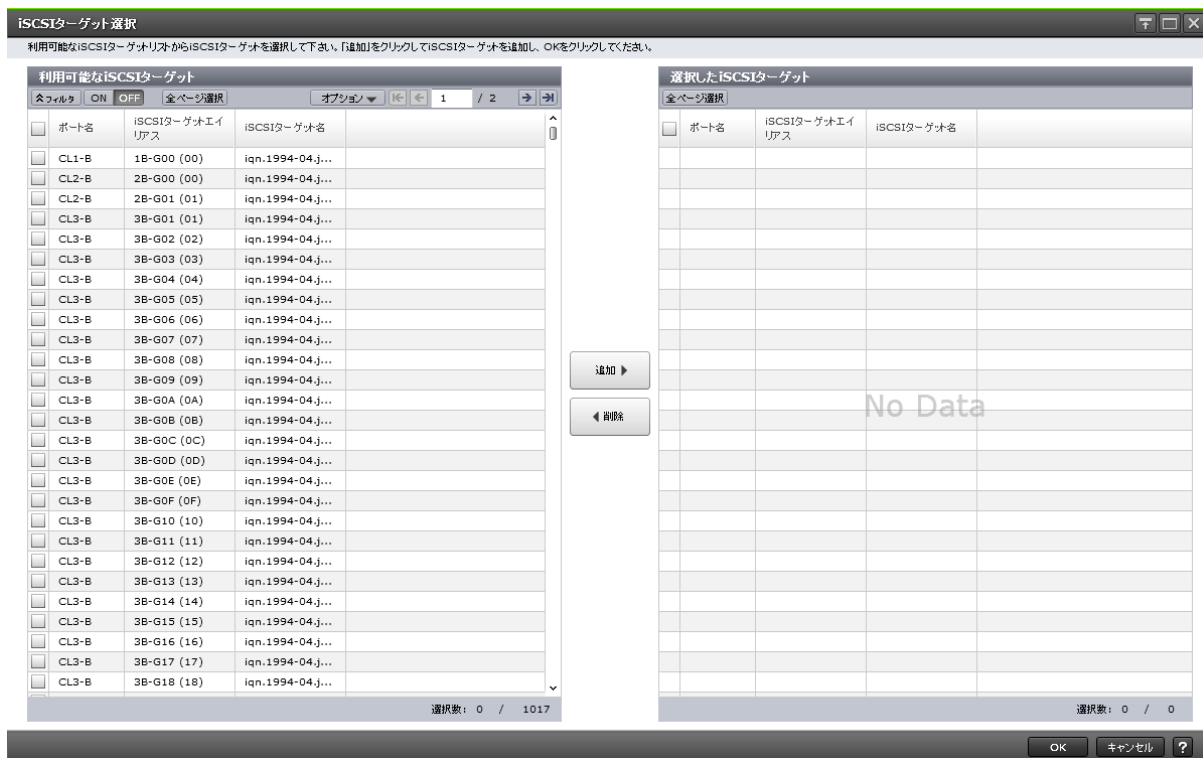 iSCSIターゲット選択
利用可能なiSCSIターゲットリストからiSCSIターゲットを選択して下さい。「追加」をクリックしてiSCSIターゲットを追加し、OKをクリックしてください。
利用可能なiSCSIターゲット
フィルタ ON OFF 全ページ選択 オプション 1 / 2
ポート名 iSCSIターゲットエイリアス iSCSIターゲット名
CL1-B 1B-G00 (00) iqn.1994-04.j...
CL2-B 2B-G00 (00) iqn.1994-04.j...
CL2-B 2B-G01 (01) iqn.1994-04.j...
CL3-B 3B-G01 (01) iqn.1994-04.j...
CL3-B 3B-G02 (02) iqn.1994-04.j...
CL3-B 3B-G03 (03) iqn.1994-04.j...
CL3-B 3B-G04 (04) iqn.1994-04.j...
CL3-B 3B-G05 (05) iqn.1994-04.j...
CL3-B 3B-G06 (06) iqn.1994-04.j...
CL3-B 3B-G07 (07) iqn.1994-04.j...
CL3-B 3B-G08 (08) iqn.1994-04.j...
CL3-B 3B-G09 (09) iqn.1994-04.j...
CL3-B 3B-G0A (0A) iqn.1994-04.j...
CL3-B 3B-G0B (0B) iqn.1994-04.j...
CL3-B 3B-G0C (0C) iqn.1994-04.j...
CL3-B 3B-G0D (0D) iqn.1994-04.j...
CL3-B 3B-G0E (0E) iqn.1994-04.j...
CL3-B 3B-G0F (0F) iqn.1994-04.j...
CL3-B 3B-G10 (10) iqn.1994-04.j...
CL3-B 3B-G11 (11) iqn.1994-04.j...
CL3-B 3B-G12 (12) iqn.1994-04.j...
CL3-B 3B-G13 (13) iqn.1994-04.j...
CL3-B 3B-G14 (14) iqn.1994-04.j...
CL3-B 3B-G15 (15) iqn.1994-04.j...
CL3-B 3B-G16 (16) iqn.1994-04.j...
CL3-B 3B-G17 (17) iqn.1994-04.j...
CL3-B 3B-G18 (18) iqn.1994-04.j...
選択数: 0 / 1017
追加
削除
選択したiSCSIターゲット
全ページ選択
ポート名 iSCSIターゲットエイリアス iSCSIターゲット名
No Data
選択数: 0 / 0
OK キャンセル ?